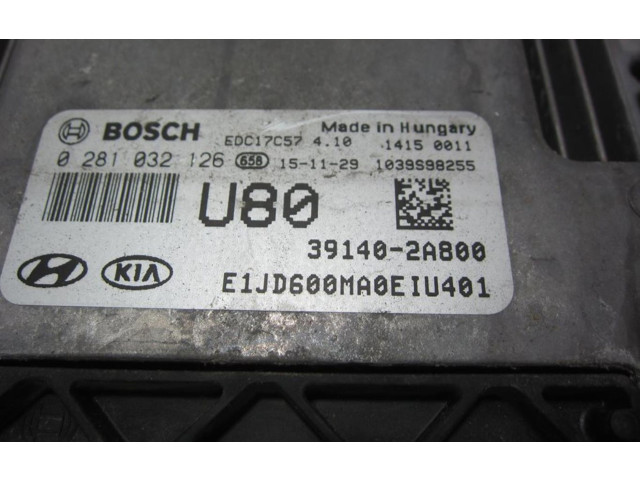 BOSCH EDC17C57 4.10 Made in Hungary 1415 0011
0 281 032 126 658 15-11-29 1039S98255
U80
39140-2A800
KIA E1JD600MA0EIU401